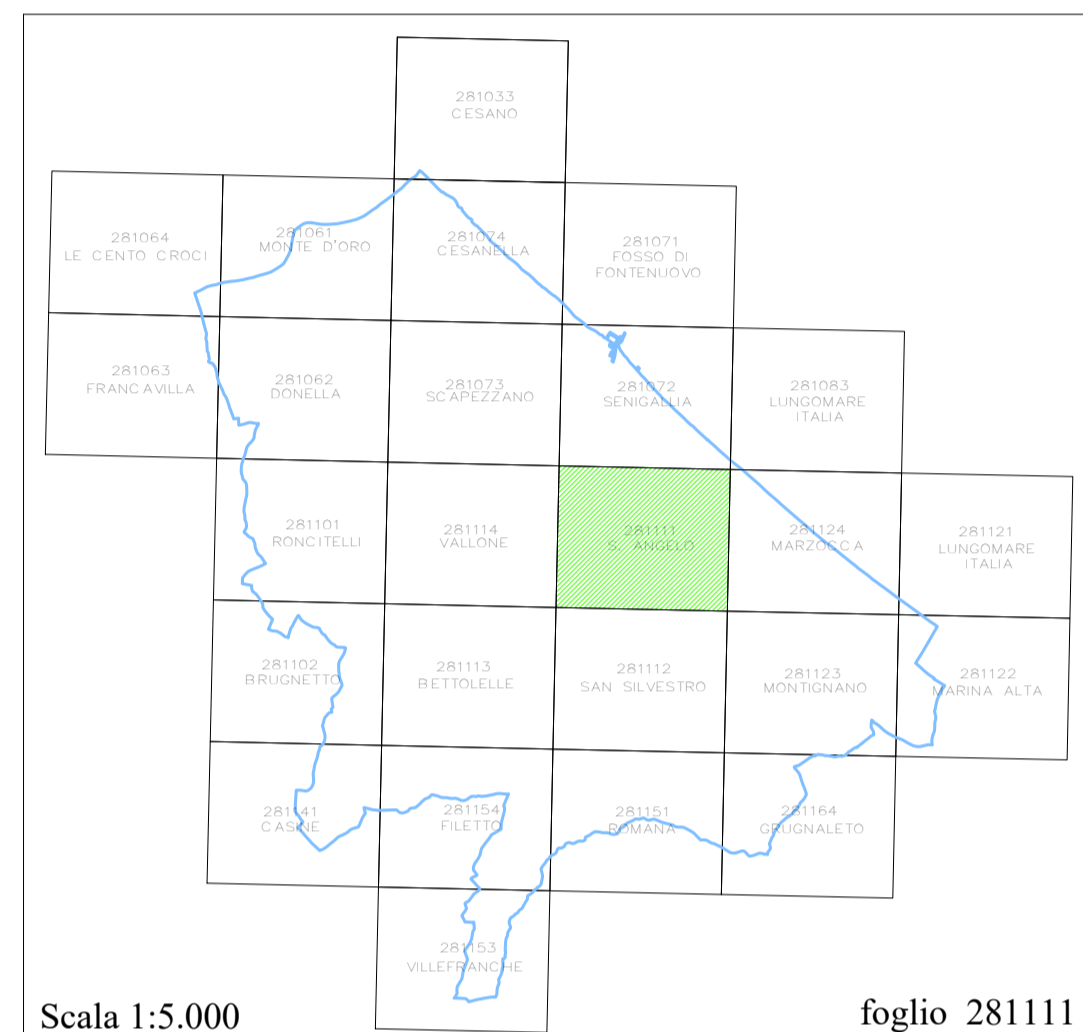 281033
CESANO
281064
LE CENTO CROCI
281061
MONTE D'ORO
281074
CESANELLA
281071
FOSSO DI
FONTENUOVO
281063
FRANCAVILLA
281062
DONELLA
281073
SCAPEZZANO
281072
SENIGALLIA
281083
LUNGOMARE
ITALIA
281101
RONCITELLI
281114
VALLONE
281111
S. ANGELO
281124
MARZOCCA
281121
LUNGOMARE
ITALIA
281102
BRUGNETTO
281113
BETTOLELLE
281112
SAN SILVESTRO
281123
MONTIGNANO
281122
MARINA ALTA
281141
CASINE
281154
FILETTO
281151
ROMANA
281164
GRUGNALETO
281153
VILLEFRANCHE
Scala 1:5.000
foglio 281111